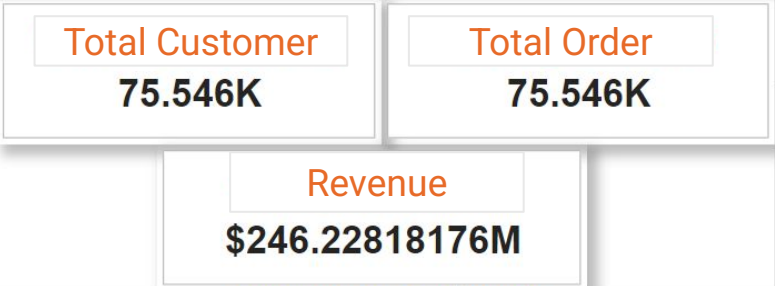 Total Customer
75.546K
Total Order
75.546K
Revenue
$246.22818176M